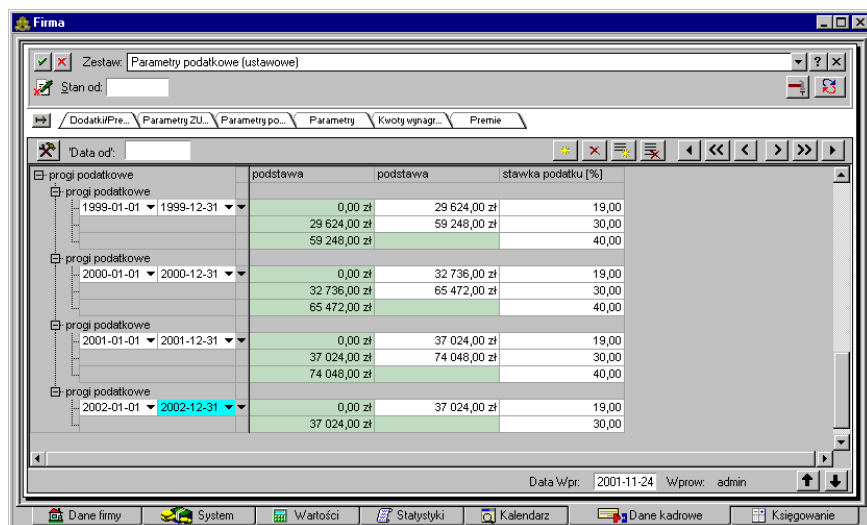 Firma
Zestaw: Parametry podatkowe (ustawowe)
Stan od:
Dodatki/Pre... Parametry ZU... Parametry po... Parametry Kwoty wynagr... Premie
'Data od':
progi podatkowe podstawa podstawa stawka podatku [%]
progi podatkowe
1999-01-01 1999-12-31 0,00 zł 29 624,00 zł 19,00
29 624,00 zł 59 248,00 zł 30,00
59 248,00 zł 40,00
progi podatkowe
2000-01-01 2000-12-31 0,00 zł 32 736,00 zł 19,00
32 736,00 zł 65 472,00 zł 30,00
65 472,00 zł 40,00
progi podatkowe
2001-01-01 2001-12-31 0,00 zł 37 024,00 zł 19,00
37 024,00 zł 74 048,00 zł 30,00
74 048,00 zł 40,00
progi podatkowe
2002-01-01 2002-12-31 0,00 zł 37 024,00 zł 19,00
37 024,00 zł 30,00
Data Wpr: 2001-11-24 Wprow: admin
Dane firmy System Wartości Statystyki Kalendarz Dane kadrowe Księgowanie